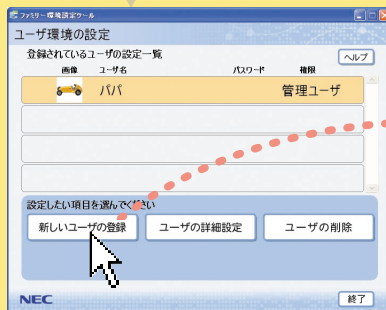 ファミリー環境設定ツール
ユーザ環境の設定
登録されているユーザの設定一覧
ヘルプ
画像 ユーザ名 パスワード 権限
パパ 管理ユーザ
設定したい項目を選んでください
新しいユーザの登録 ユーザの詳細設定 ユーザの削除
NEC 終了